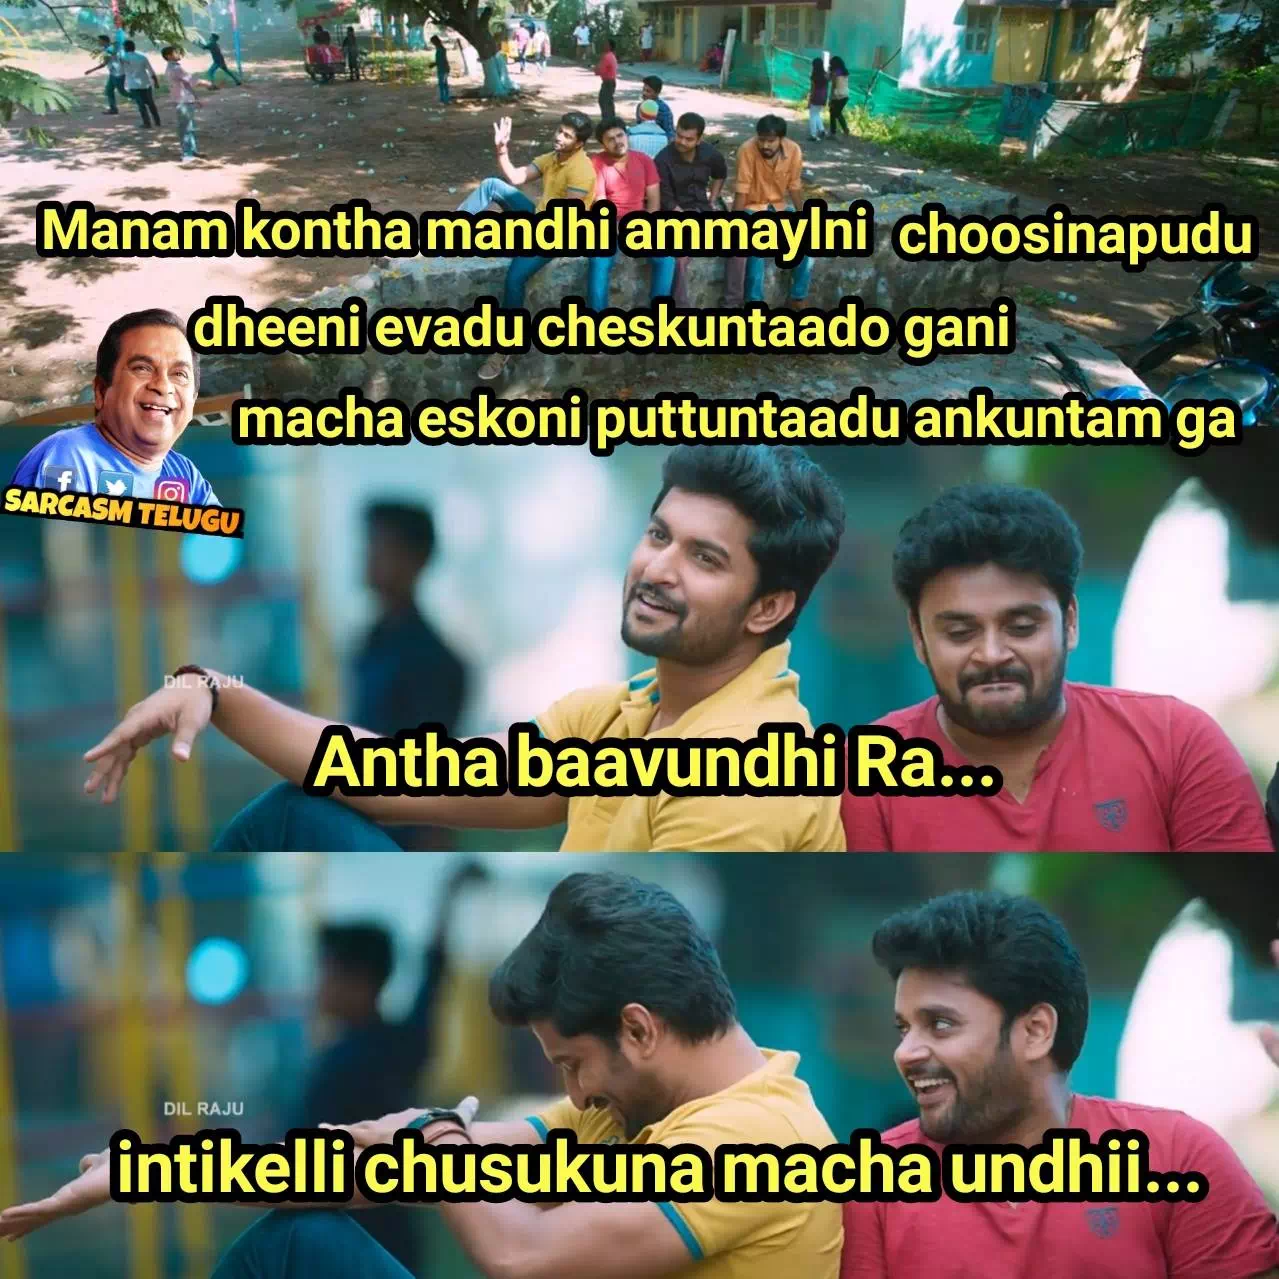 Manam kontha mandhi ammaylni choosinapudu
dheeni evadu cheskuntaado gani
macha eskoni puttuntaadu ankuntam ga
f
SARCASM TELUGU
DIL RAJU
Antha baavundhi Ra...
DIL RAJU
intikelli chusukuna macha undhii...